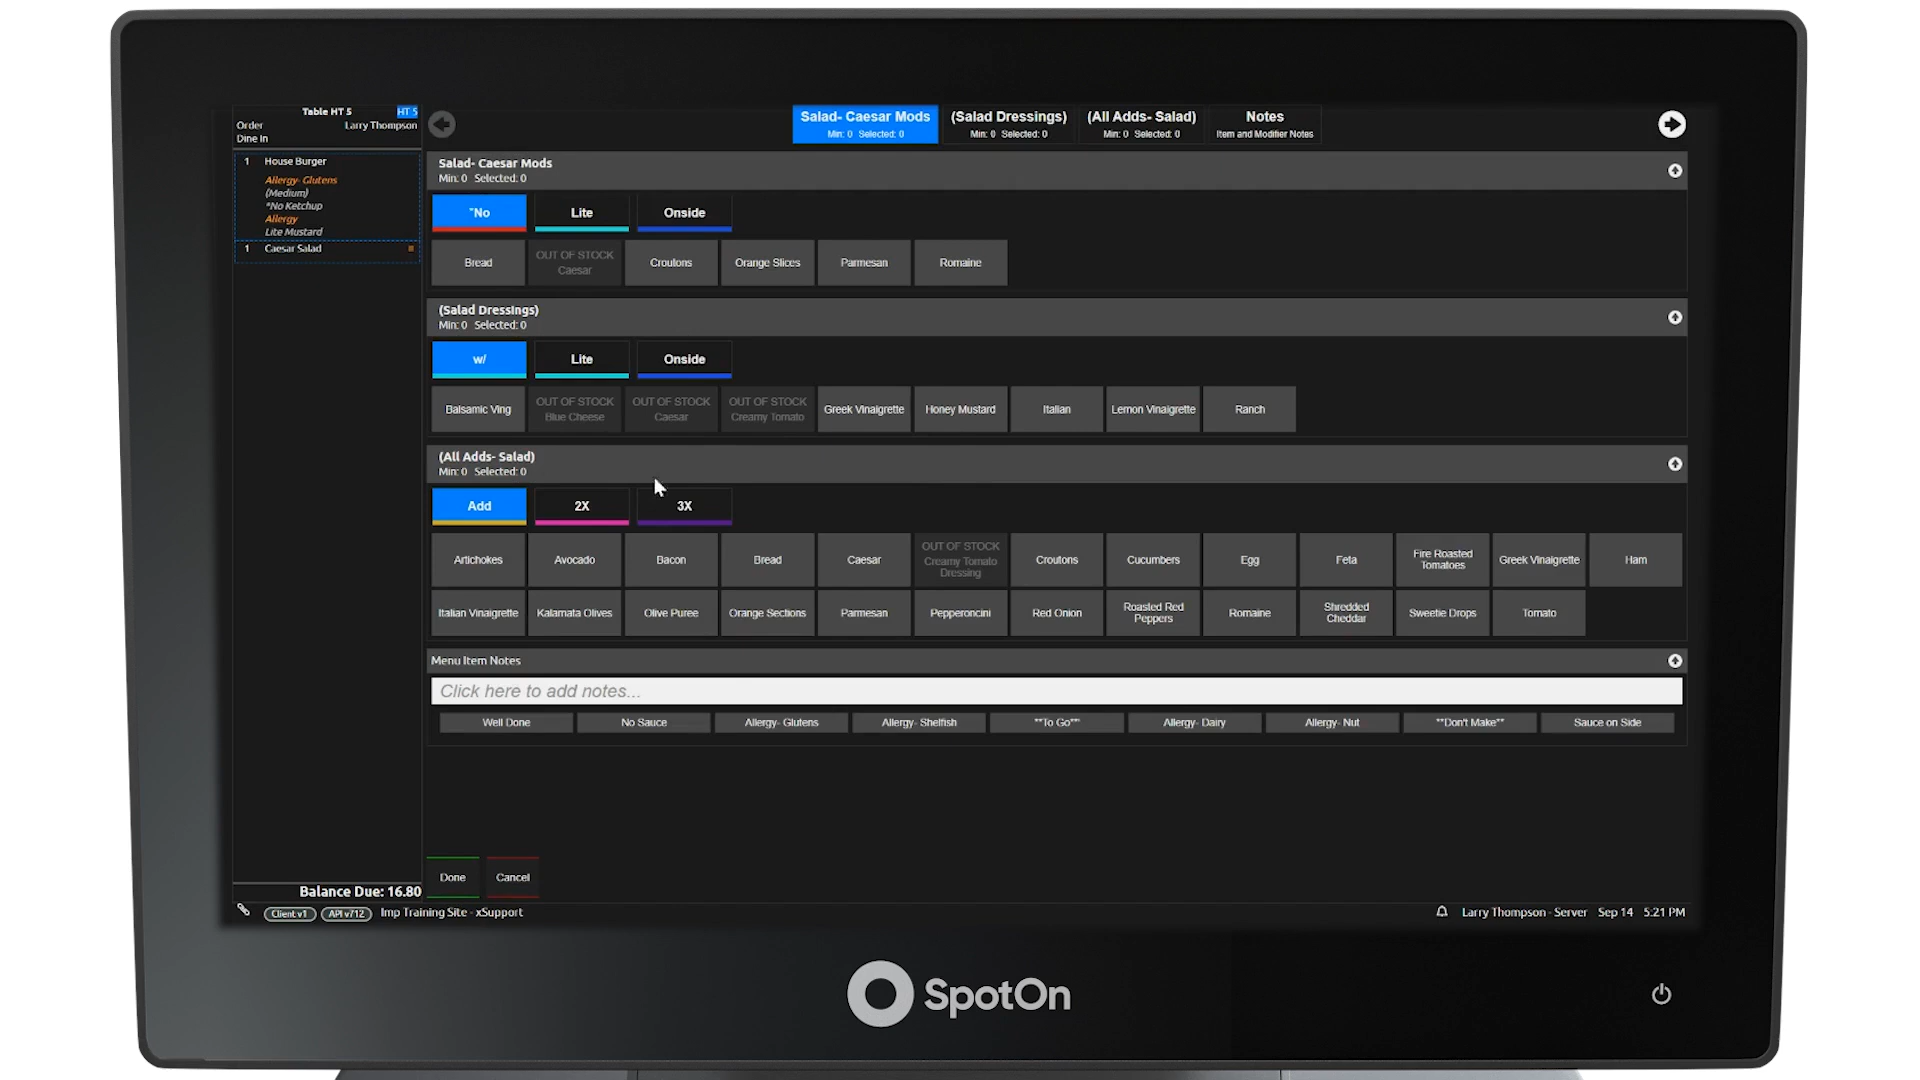 Table HT 5 HT 5
Order Larry Thompson
Dine In
1 House Burger
Allergy- Glutens
(Medium)
*No Ketchup
Allergy
Lite Mustard
1 Caesar Salad
Balance Due: 16.80
Salad- Caesar Mods
Min: 0 Selected: 0
(Salad Dressings)
Min: 0 Selected: 0
(All Adds- Salad)
Min: 0 Selected: 0
Notes
Item and Modifier Notes
Salad- Caesar Mods
Min: 0 Selected: 0
*No Lite Onside
Bread
OUT OF STOCK
Caesar
Croutons
Orange Slices
Parmesan
Romaine
(Salad Dressings)
Min: 0 Selected: 0
w/ Lite Onside
Balsamic Ving
OUT OF STOCK
Blue Cheese
OUT OF STOCK
Caesar
OUT OF STOCK
Creamy Tomato
Greek Vinaigrette
Honey Mustard
Italian
Lemon Vinaigrette
Ranch
(All Adds- Salad)
Min: 0 Selected: 0
Add 2X 3X
Artichokes
Avocado
Bacon
Bread
Caesar
OUT OF STOCK
Creamy Tomato
Dressing
Croutons
Cucumbers
Egg
Feta
Fire Roasted
Tomatoes
Greek Vinaigrette
Ham
Italian Vinaigrette
Kalamata Olives
Olive Puree
Orange Sections
Parmesan
Pepperoncini
Red Onion
Roasted Red
Peppers
Romaine
Shredded
Cheddar
Sweetie Drops
Tomato
Menu Item Notes
Click here to add notes...
Well Done No Sauce Allergy- Glutens Allergy- Shelfish **To Go** Allergy- Dairy Allergy- Nut **Don't Make** Sauce on Side
Done Cancel
Client v1 API v712 Imp Training Site - xSupport Larry Thompson - Server Sep 14 5:21 PM
SpotOn